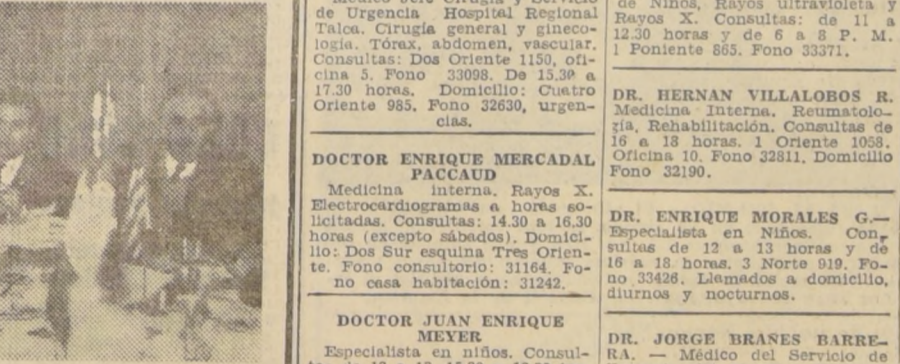 Médico Jefe Cirugía y Servicio
de Urgencia Hospital Regional
Talca. Cirugía general y gineco-
logía. Tórax, abdomen, vascular.
Consultas: Dos Oriente 1150, ofi-
cina 5. Fono 33098. De 15.30 a
17.30 horas. Domicilio: Cuatro
Oriente 985. Fono 32630, urgen-
cias.
DOCTOR ENRIQUE MERCADAL
PACCAUD
Medicina interna. Rayos X.
Electrocardiogramas a horas so-
licitadas. Consultas: 14.30 a 16.30
horas (excepto sábados). Domici-
lio: Dos Sur esquina Tres Orien-
te. Fono consultorio: 31164. Fo-
no casa habitación: 31242.
DOCTOR JUAN ENRIQUE
MEYER
Especialista en niños. Consul-
de Niños, Rayos ultravioleta y
Rayos X. Consultas: de 11 a
12.30 horas y de 6 a 8 P. M.
1 Poniente 865. Fono 33371.
DR. HERNAN VILLALOBOS R.
Medicina Interna, Reumatolo-
gía, Rehabilitación. Consultas de
16 a 18 horas. 1 Oriente 1058.
Oficina 10. Fono 32811. Domicilio
Fono 32190.
DR. ENRIQUE MORALES G.—
Especialista en Niños. Con-
sultas de 12 a 13 horas y de
16 a 18 horas. 3 Norte 919. Fo-
no 33426. Llamados a domicilio,
diurnos y nocturnos.
DR. JORGE BRAÑES BARRE-
RA. — Médico del Servicio de